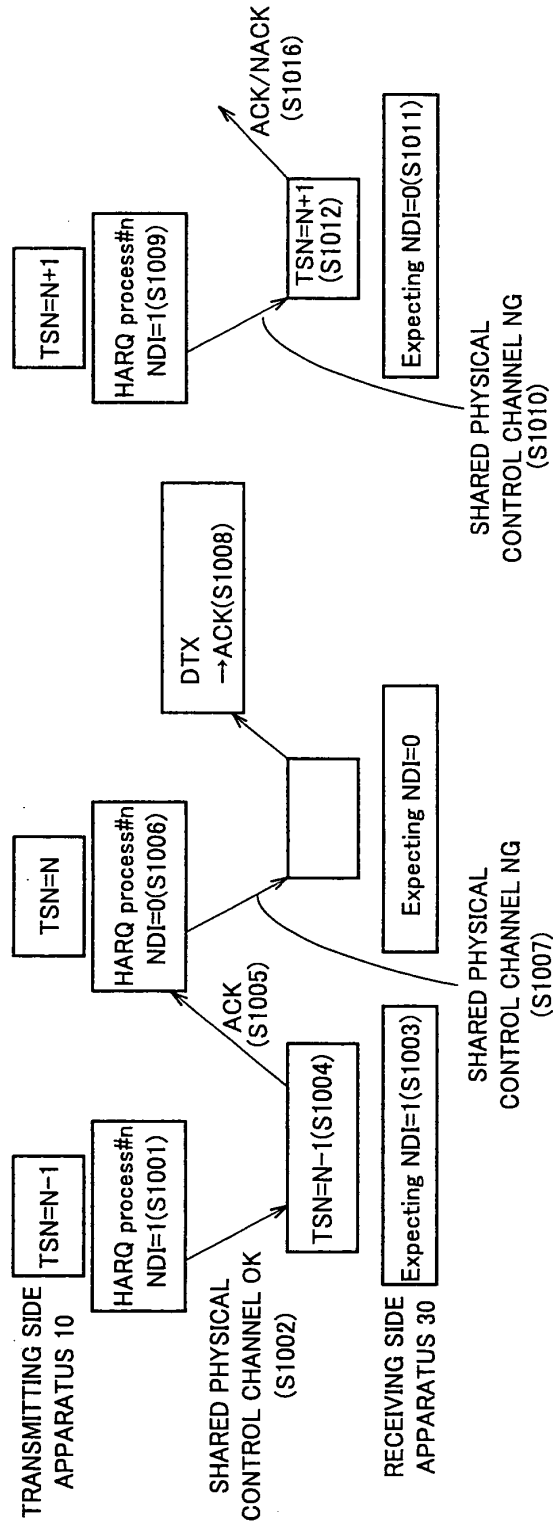 TRANSMITTING SIDE
APPARATUS 10
TSN=N-1
HARQ process#n
NDI=1(S1001)
TSN=N
HARQ process#n
NDI=0(S1006)
TSN=N+1
HARQ process#n
NDI=1(S1009)
SHARED PHYSICAL
CONTROL CHANNEL OK
(S1002)
TSN=N-1(S1004)
ACK
(S1005)
DTX
→ACK(S1008)
TSN=N+1
(S1012)
ACK/NACK
(S1016)
RECEIVING SIDE
APPARATUS 30
Expecting NDI=1(S1003)
Expecting NDI=0
Expecting NDI=0(S1011)
SHARED PHYSICAL
CONTROL CHANNEL NG
(S1007)
SHARED PHYSICAL
CONTROL CHANNEL NG
(S1010)